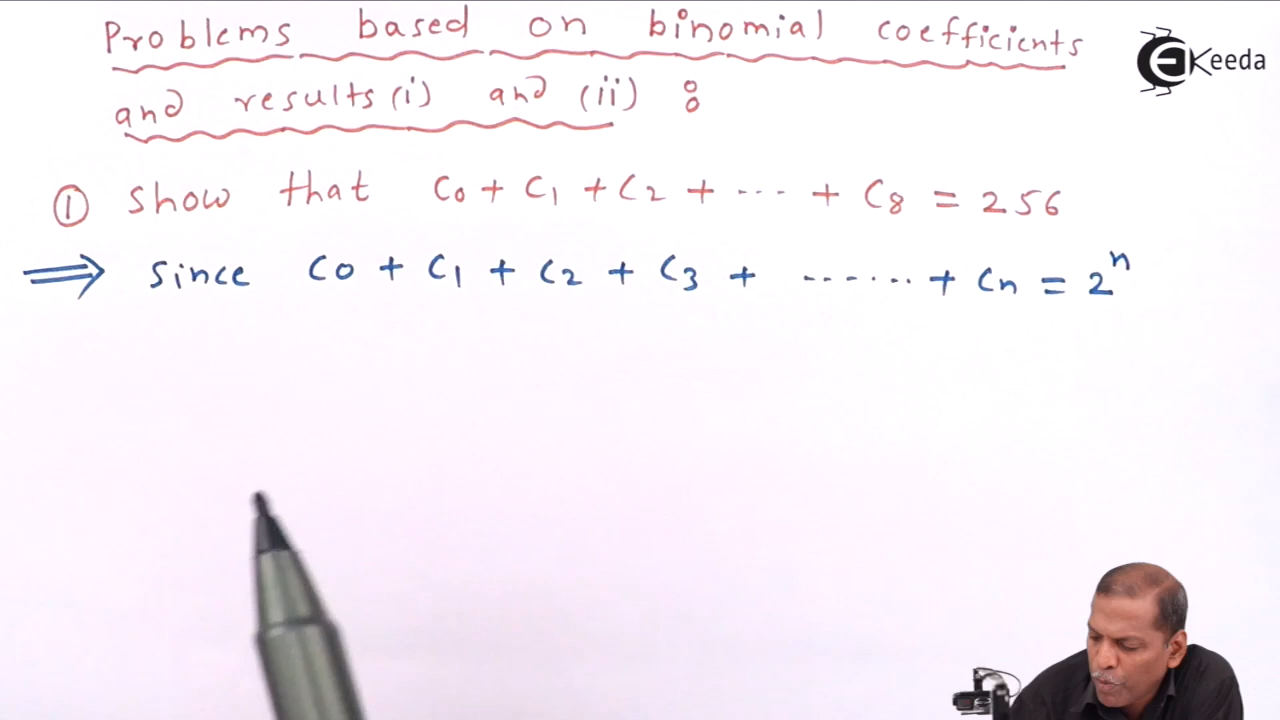 Problems based on binomial coefficients
and results (i) and (ii) :
① show that C0 + C1 + C2 + --- + C8 = 256
⟹ since C0 + C1 + C2 + C3 + ------ + Cn = 2^n
EKeeda